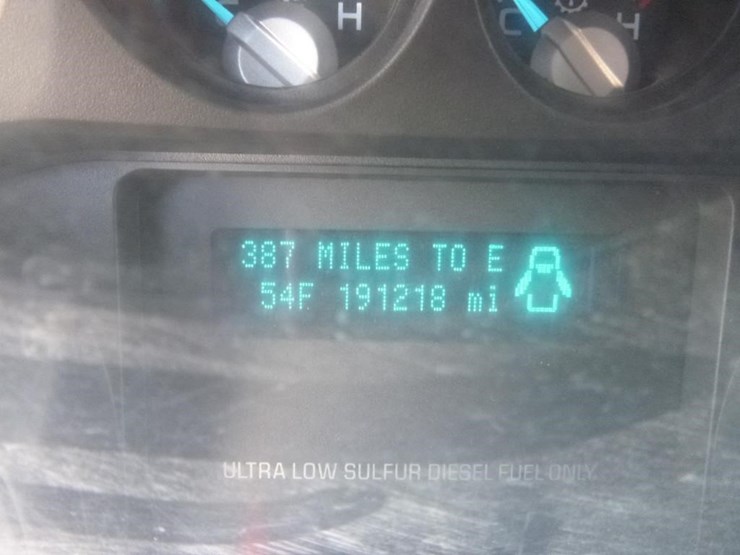 H
C H
387 MILES TO E
54F 191218 mi
ULTRA LOW SULFUR DIESEL FUEL ONLY